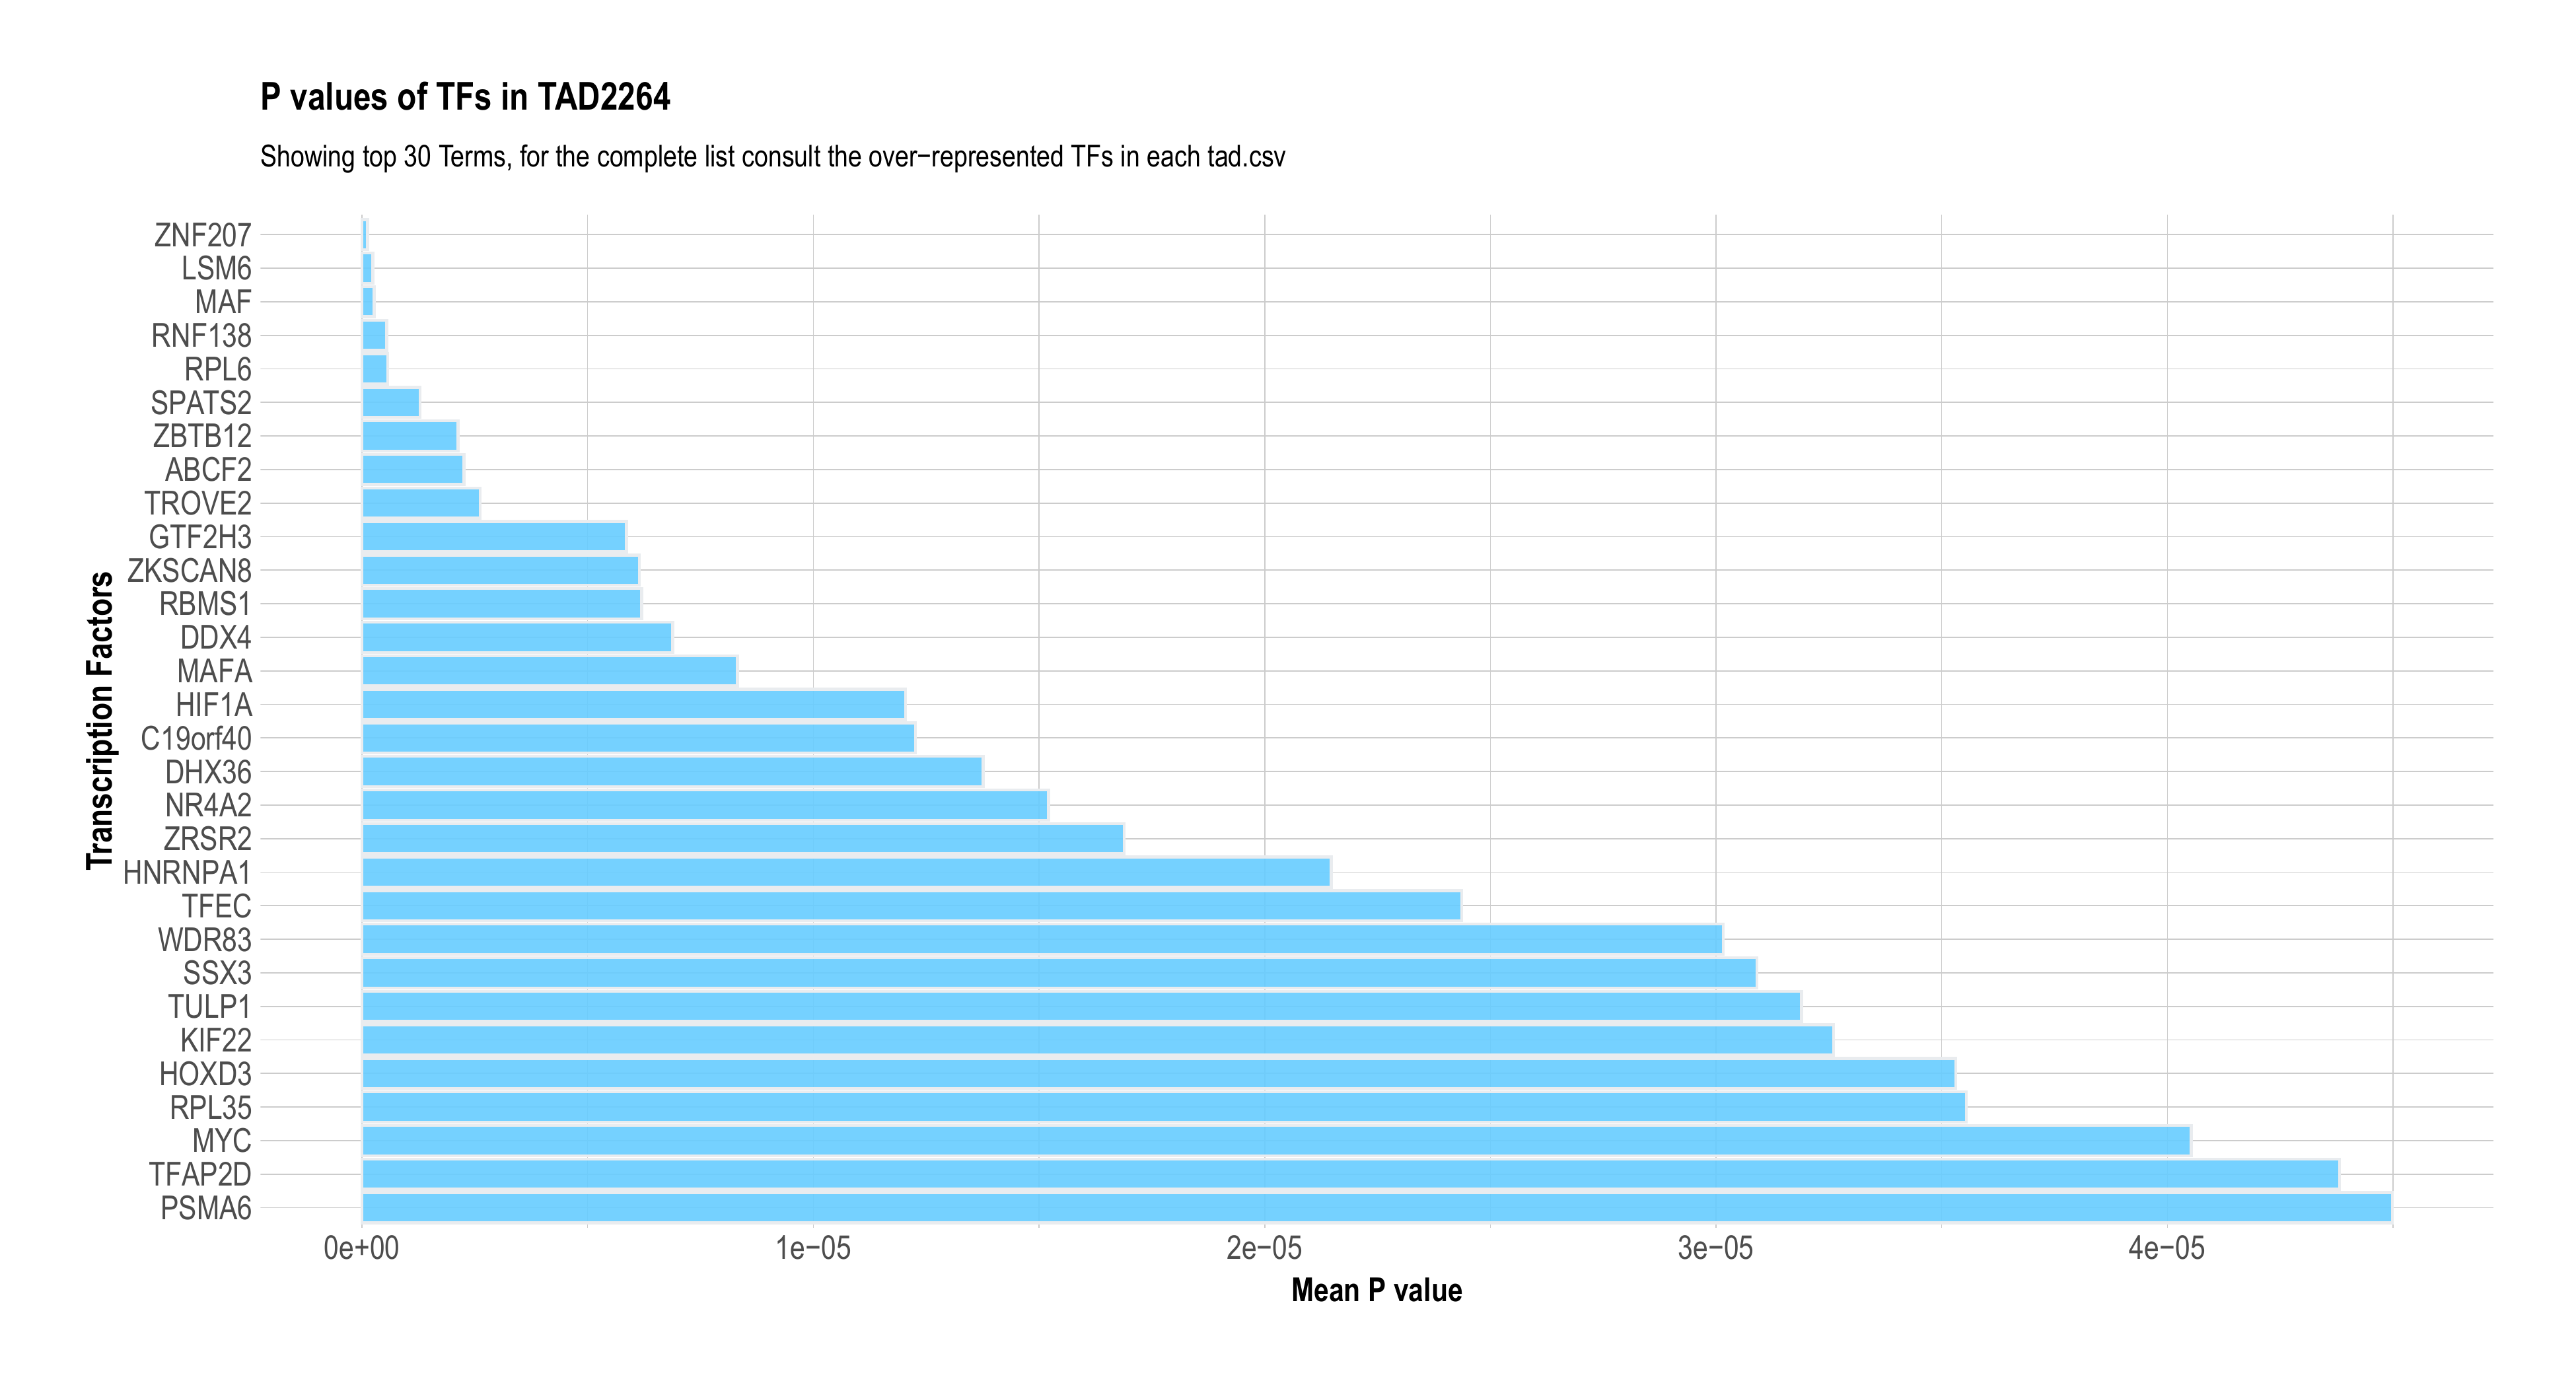 P values of TFs in TAD2264
Showing top 30 Terms, for the complete list consult the over−represented TFs in each tad.csv
Transcription Factors
ZNF207
LSM6
MAF
RNF138
RPL6
SPATS2
ZBTB12
ABCF2
TROVE2
GTF2H3
ZKSCAN8
RBMS1
DDX4
MAFA
HIF1A
C19orf40
DHX36
NR4A2
ZRSR2
HNRNPA1
TFEC
WDR83
SSX3
TULP1
KIF22
HOXD3
RPL35
MYC
TFAP2D
PSMA6
0e+00 1e−05 2e−05 3e−05 4e−05
Mean P value